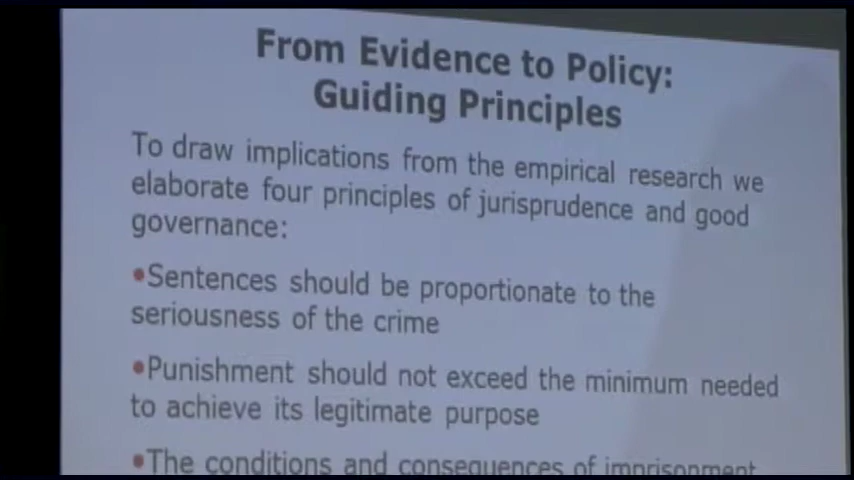 From Evidence to Policy:
Guiding Principles
To draw implications from the empirical research we
elaborate four principles of jurisprudence and good
governance:
•Sentences should be proportionate to the
seriousness of the crime
•Punishment should not exceed the minimum needed
to achieve its legitimate purpose
•The conditions and consequences of imprisonment